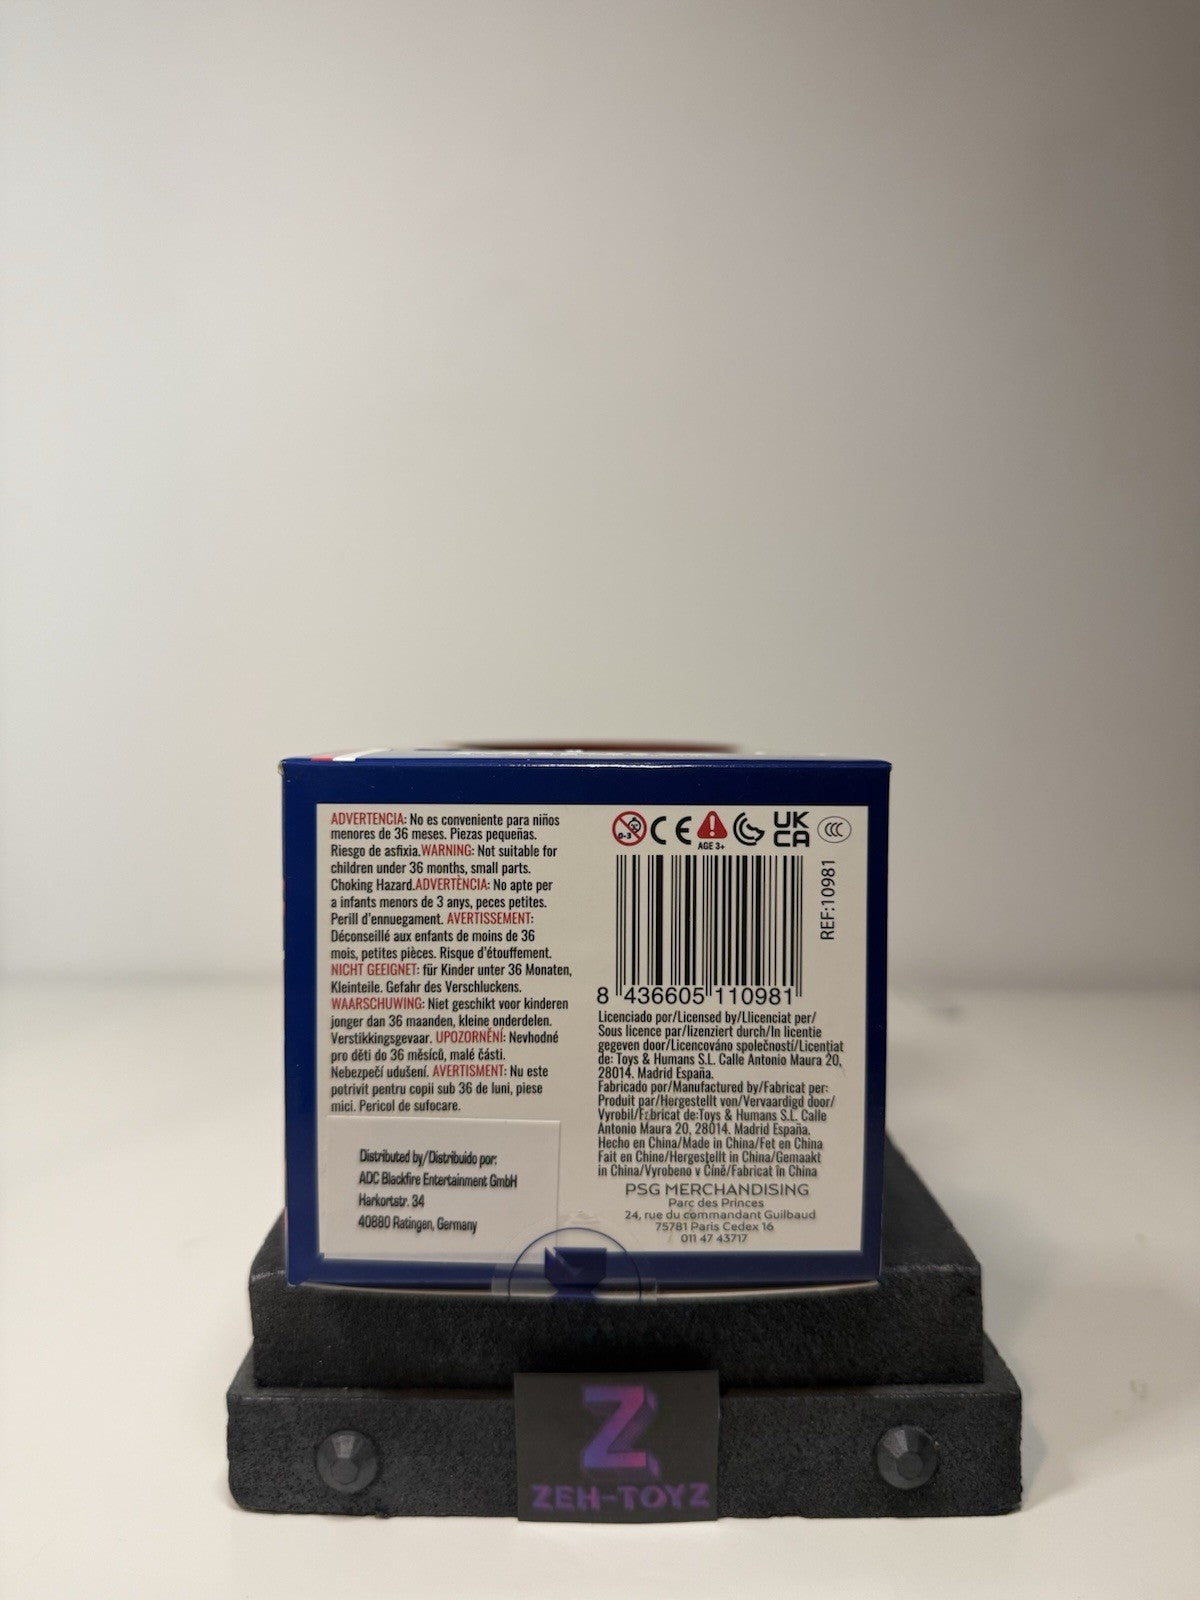 ADVERTENCIA: No es conveniente para niños
menores de 36 meses. Piezas pequeñas.
Riesgo de asfixia.WARNING: Not suitable for
children under 36 months, small parts.
Choking Hazard.ADVERTÈNCIA: No apte per
a infants menors de 3 anys, peces petites.
Perill d'ennuegament. AVERTISSEMENT:
Déconseillé aux enfants de moins de 36
mois, petites pièces. Risque d'étouffement.
NICHT GEEIGNET: für Kinder unter 36 Monaten,
Kleinteile. Gefahr des Verschluckens.
WAARSCHUWING: Niet geschikt voor kinderen
jonger dan 36 maanden, kleine onderdelen.
Verstikkingsgevaar. UPOZORNĚNÍ: Nevhodné
pro děti do 36 měsíců, malé části.
Nebezpečí udušení. AVERTISMENT: Nu este
potrivit pentru copii sub 36 de luni, piese
mici. Pericol de sufocare.
Distributed by/Distribuido por:
ADC Blackfire Entertainment GmbH
Harkortstr. 34
40880 Ratingen, Germany
0-3
CE
AGE 3+
UK
CA
CCC
REF:10981
8 436605 110981
Licenciado por/Licensed by/Llicenciat per/
Sous licence par/lizenziert durch/In licentie
gegeven door/Licencováno společností/Licențiat
de: Toys & Humans S.L. Calle Antonio Maura 20,
28014. Madrid España.
Fabricado por/Manufactured by/Fabricat per:
Produit par/Hergestellt von/Vervaardigd door/
Vyrobil/Fabricat de:Toys & Humans S.L. Calle
Antonio Maura 20, 28014. Madrid España.
Hecho en China/Made in China/Fet en China
Fait en Chine/Hergestellt in China/Gemaakt
in China/Vyrobeno v Číně/Fabricat în China
PSG MERCHANDISING
Parc des Princes
24, rue du commandant Guilbaud
75781 Paris Cedex 16
011 47 43717
Z
ZEH-TOYZ